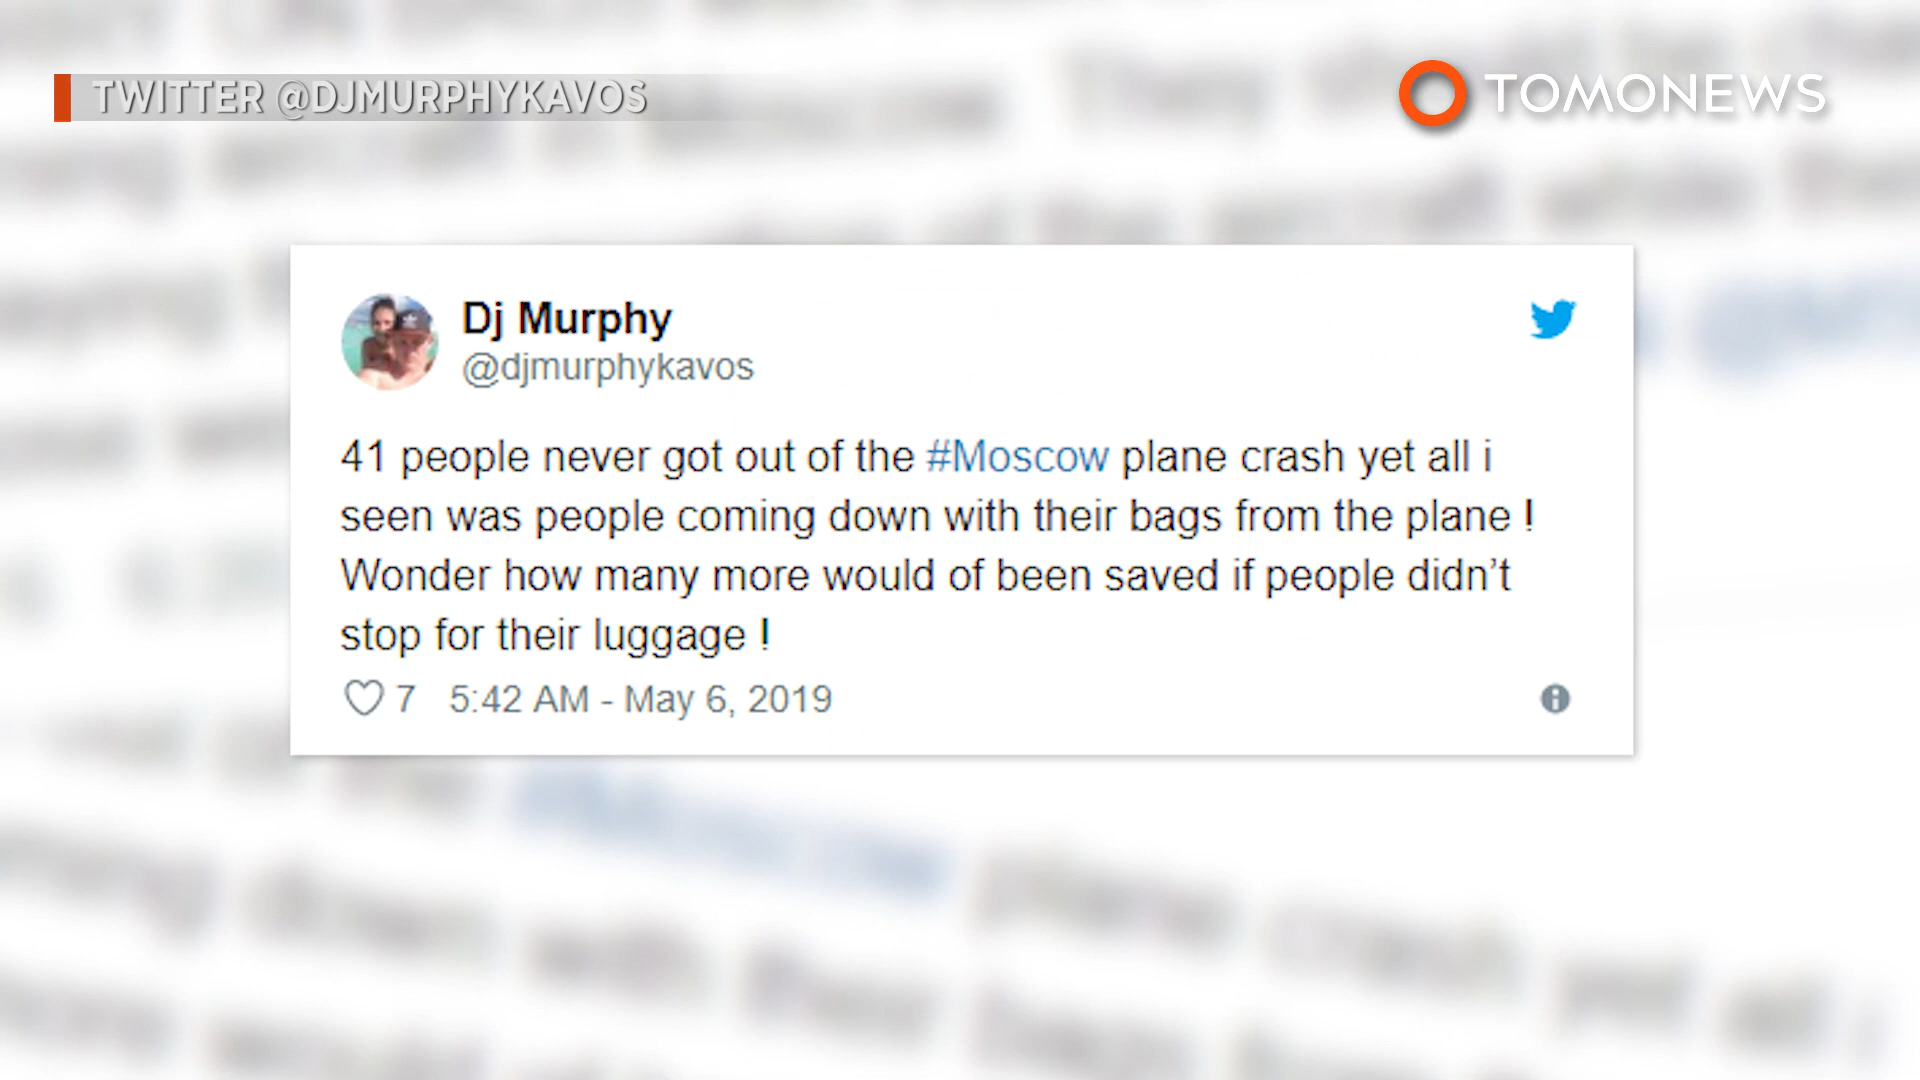 TWITTER @DJMURPHYKAVOS
TOMONEWS
Dj Murphy
@djmurphykavos
41 people never got out of the #Moscow plane crash yet all i
seen was people coming down with their bags from the plane !
Wonder how many more would of been saved if people didn’t
stop for their luggage !
7 5:42 AM - May 6, 2019